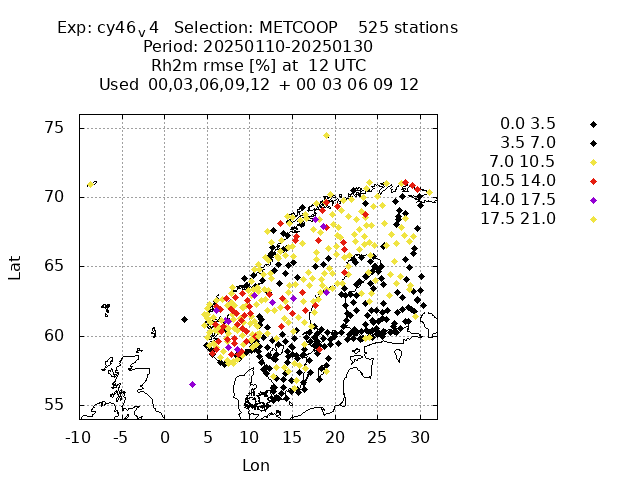 Exp: cy46v4 Selection: METCOOP 525 stations
Period: 20250110-20250130
Rh2m rmse [%] at 12 UTC
Used 00,03,06,09,12 + 00 03 06 09 12
0.0 3.5
3.5 7.0
7.0 10.5
10.5 14.0
14.0 17.5
17.5 21.0
75
70
65
60
55
Lat
-10 -5 0 5 10 15 20 25 30
Lon